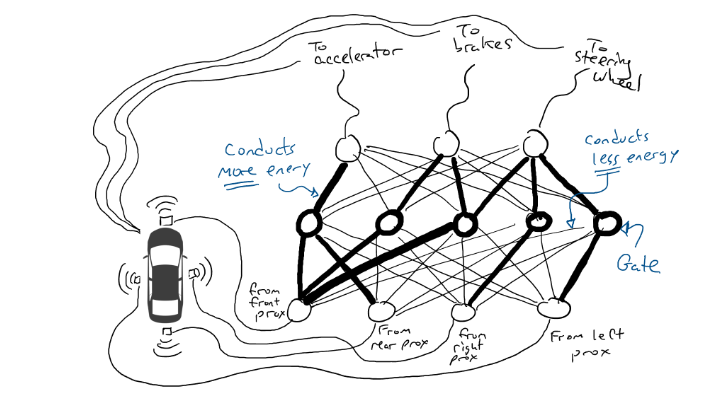 To
accelerator
To
brakes
To
steering
wheel
conducts
more enery
conducts
less energy
Gate
from
front
prox
From
rear prox
from
right
prox
From left
prox